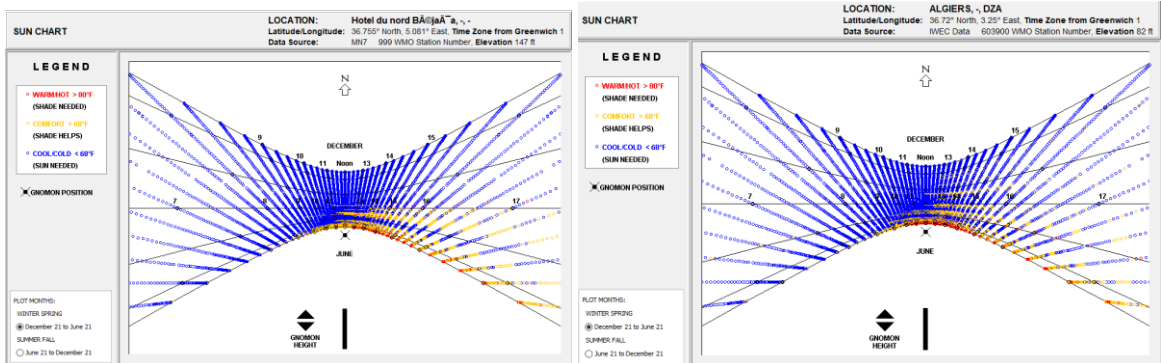 SUN CHART
LOCATION: Hotel du nord BÃ©jaÃ¯a, -, -
Latitude/Longitude: 36.755° North, 5.081° East, Time Zone from Greenwich 1
Data Source: MN7 999 WMO Station Number, Elevation 147 ft
LEGEND
WARM/HOT > 80°F
(SHADE NEEDED)
COMFORT > 68°F
(SHADE HELPS)
COOL/COLD < 68°F
(SUN NEEDED)
GNOMON POSITION
PLOT MONTHS:
WINTER SPRING
December 21 to June 21
SUMMER FALL
June 21 to December 21
N
9 15
DECEMBER
10 14
11 Noon 13
7 8 16 17
JUNE
GNOMON
HEIGHT
SUN CHART
LOCATION: ALGIERS, -, DZA
Latitude/Longitude: 36.72° North, 3.25° East, Time Zone from Greenwich 1
Data Source: IWEC Data 603900 WMO Station Number, Elevation 82 ft
LEGEND
WARM/HOT > 80°F
(SHADE NEEDED)
COMFORT > 68°F
(SHADE HELPS)
COOL/COLD < 68°F
(SUN NEEDED)
GNOMON POSITION
PLOT MONTHS:
WINTER SPRING
December 21 to June 21
SUMMER FALL
June 21 to December 21
N
9 15
DECEMBER
10 14
11 Noon 13
7 8 16 17
JUNE
GNOMON
HEIGHT